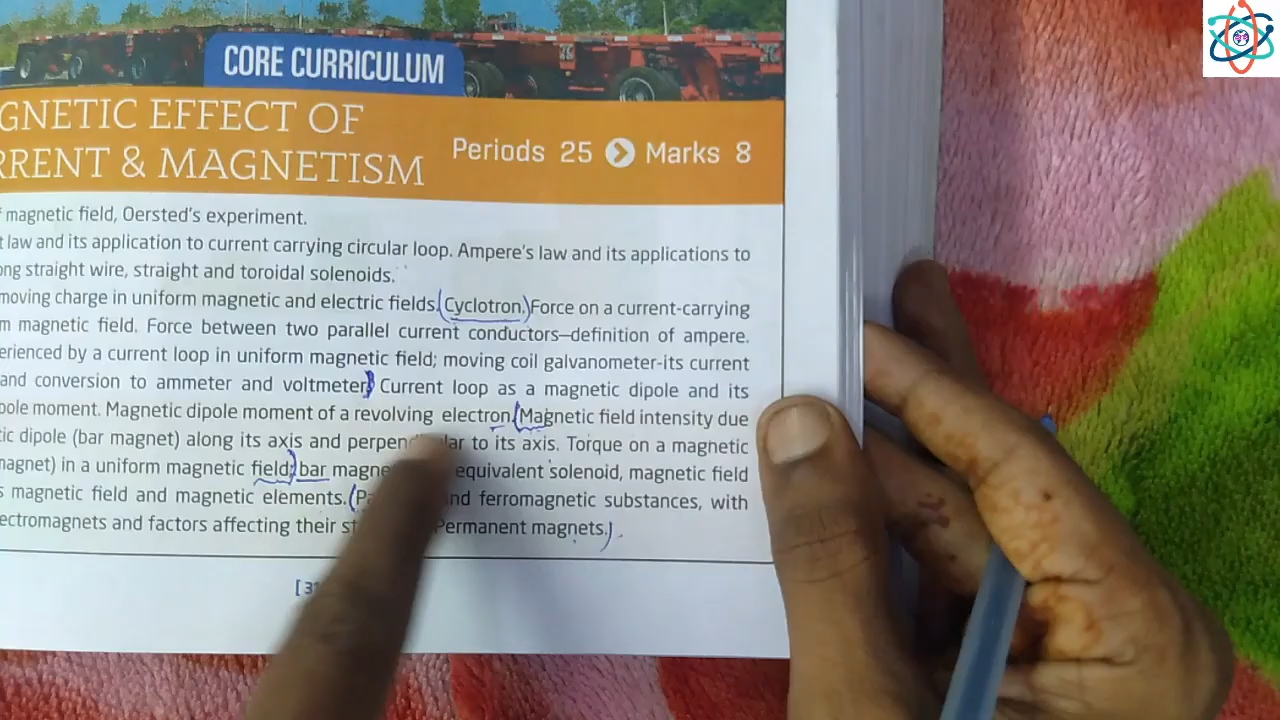 CORE CURRICULUM
GNETIC EFFECT OF
RRENT & MAGNETISM
Periods 25 Marks 8
magnetic field, Oersted's experiment.
law and its application to current carrying circular loop. Ampere's law and its applications to
ong straight wire, straight and toroidal solenoids.
moving charge in uniform magnetic and electric fields. (Cyclotron.) Force on a current-carrying
m magnetic field. Force between two parallel current conductors–definition of ampere.
erienced by a current loop in uniform magnetic field; moving coil galvanometer-its current
and conversion to ammeter and voltmeter. Current loop as a magnetic dipole and its
pole moment. Magnetic dipole moment of a revolving electron. (Magnetic field intensity due
ic dipole (bar magnet) along its axis and perpen lar to its axis. Torque on a magnetic
magnet) in a uniform magnetic field;) bar magne equivalent solenoid, magnetic field
s magnetic field and magnetic elements. (Pa nd ferromagnetic substances, with
ectromagnets and factors affecting their st Permanent magnets.)
[ 31